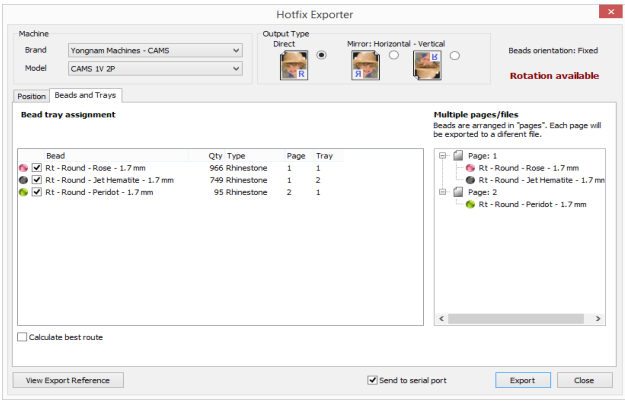 Hotfix Exporter
Machine
Brand Yongnam Machines - CAMS
Model CAMS 1V 2P
Output Type
Direct Mirror: Horizontal - Vertical
R R R
Beads orientation: Fixed
Rotation available
Position Beads and Trays
Bead tray assignment
Bead Qty Type Page Tray
Rt - Round - Rose - 1.7 mm 966 Rhinestone 1 1
Rt - Round - Jet Hematite - 1.7 mm 749 Rhinestone 1 2
Rt - Round - Peridot - 1.7 mm 95 Rhinestone 2 1
Multiple pages/files
Beads are arranged in "pages". Each page will
be exported to a diferent file.
Page: 1
Rt - Round - Rose - 1.7 mm
Rt - Round - Jet Hematite - 1.7 mm
Page: 2
Rt - Round - Peridot - 1.7 mm
Calculate best route
View Export Reference Send to serial port Export Close